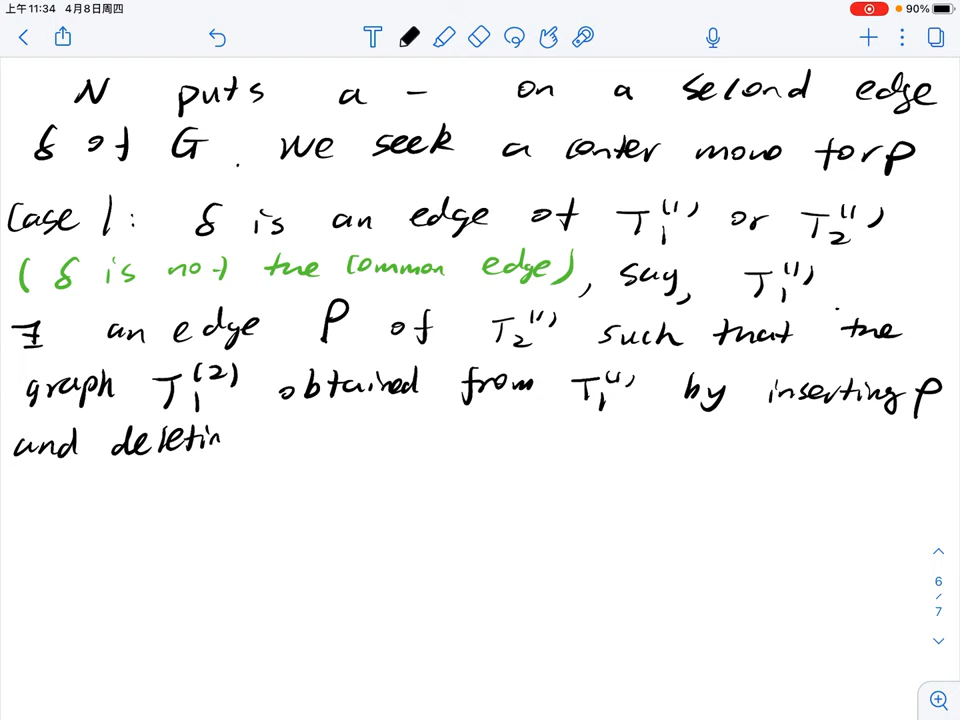 上午11:34 4月8日周四
90%
N puts a - on a second edge
δ of G. We seek a conter move for P
Case 1: δ is an edge of T₁⁽¹⁾ or T₂⁽¹⁾
(δ is not the common edge), say, T₁⁽¹⁾.
∃ an edge ρ of T₂⁽¹⁾ such that the
graph T₁⁽²⁾ obtained from T₁⁽¹⁾ by inserting ρ
and deletin
6
/
7